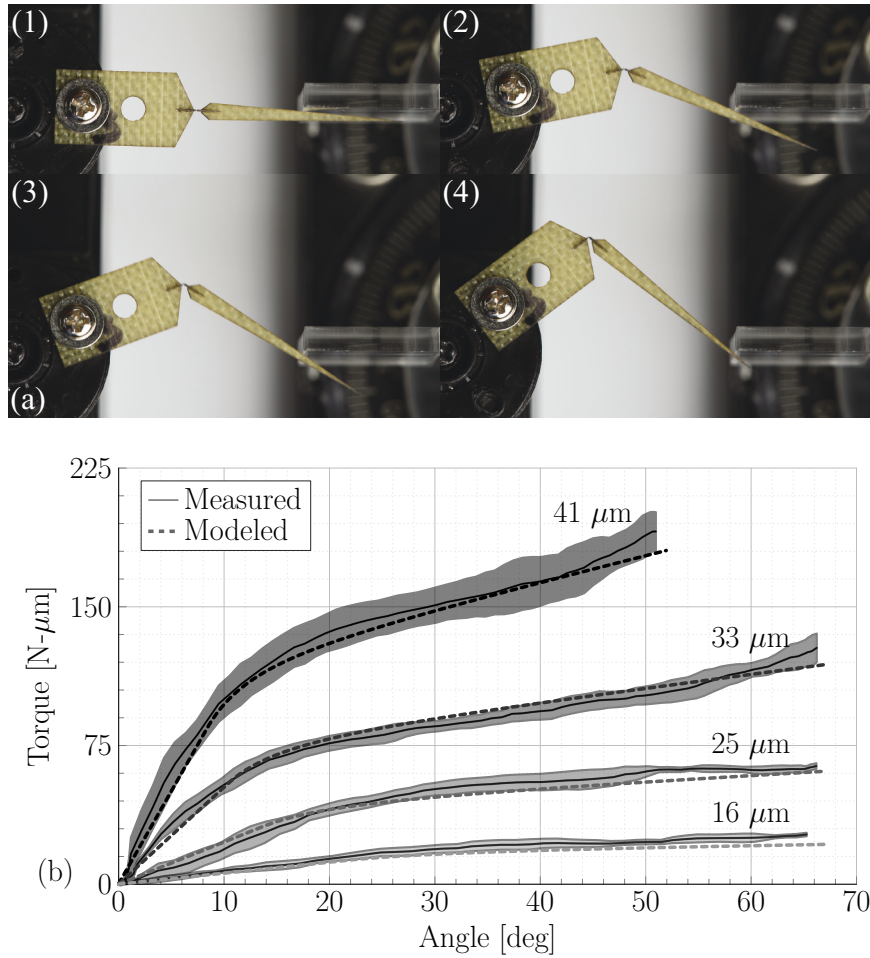 (1)
(2)
(3)
(4)
(a)
225
150
75
0
Torque [N-μm]
Measured
Modeled
41 μm
33 μm
25 μm
16 μm
(b)
0 10 20 30 40 50 60 70
Angle [deg]